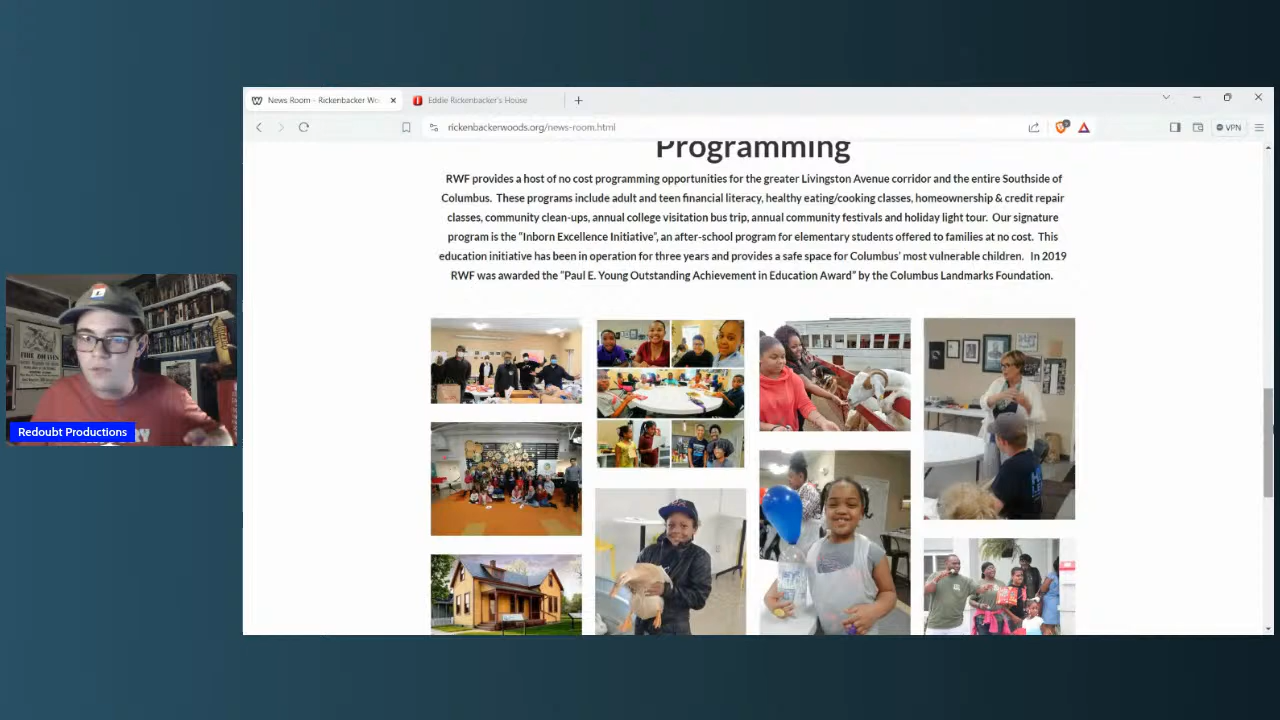 News Room - Rickenbacker Wo
Eddie Rickenbacker's House
rickenbackerwoods.org/news-room.html
VPN
Programming
RWF provides a host of no cost programming opportunities for the greater Livingston Avenue corridor and the entire Southside of
Columbus. These programs include adult and teen financial literacy, healthy eating/cooking classes, homeownership & credit repair
classes, community clean-ups, annual college visitation bus trip, annual community festivals and holiday light tour. Our signature
program is the “Inborn Excellence Initiative”, an after-school program for elementary students offered to families at no cost. This
education initiative has been in operation for three years and provides a safe space for Columbus' most vulnerable children. In 2019
RWF was awarded the “Paul E. Young Outstanding Achievement in Education Award” by the Columbus Landmarks Foundation.
Redoubt Productions